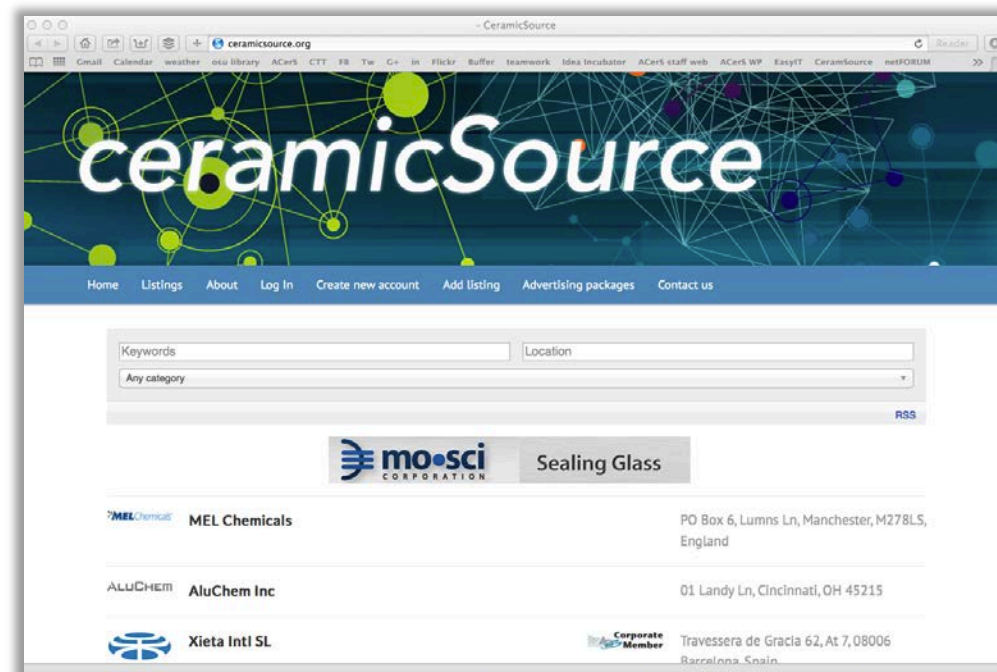 - CeramicSource
ceramicsource.org
Reader
Gmail Calendar weather osu library ACerS CTT FB Tw G+ in Flickr Buffer teamwork Idea Incubator ACerS staff web ACerS WP EasyIT CeramSource netFORUM
ceramicSource
Home Listings About Log In Create new account Add listing Advertising packages Contact us
Keywords Location
Any category
RSS
mo•sci Sealing Glass
CORPORATION
MELChemicals MEL Chemicals PO Box 6, Lumns Ln, Manchester, M278LS,
England
ALUCHEM AluChem Inc 01 Landy Ln, Cincinnati, OH 45215
Xieta Intl SL Corporate Member Travessera de Gracia 62, At 7, 08006
Barcelona, Spain